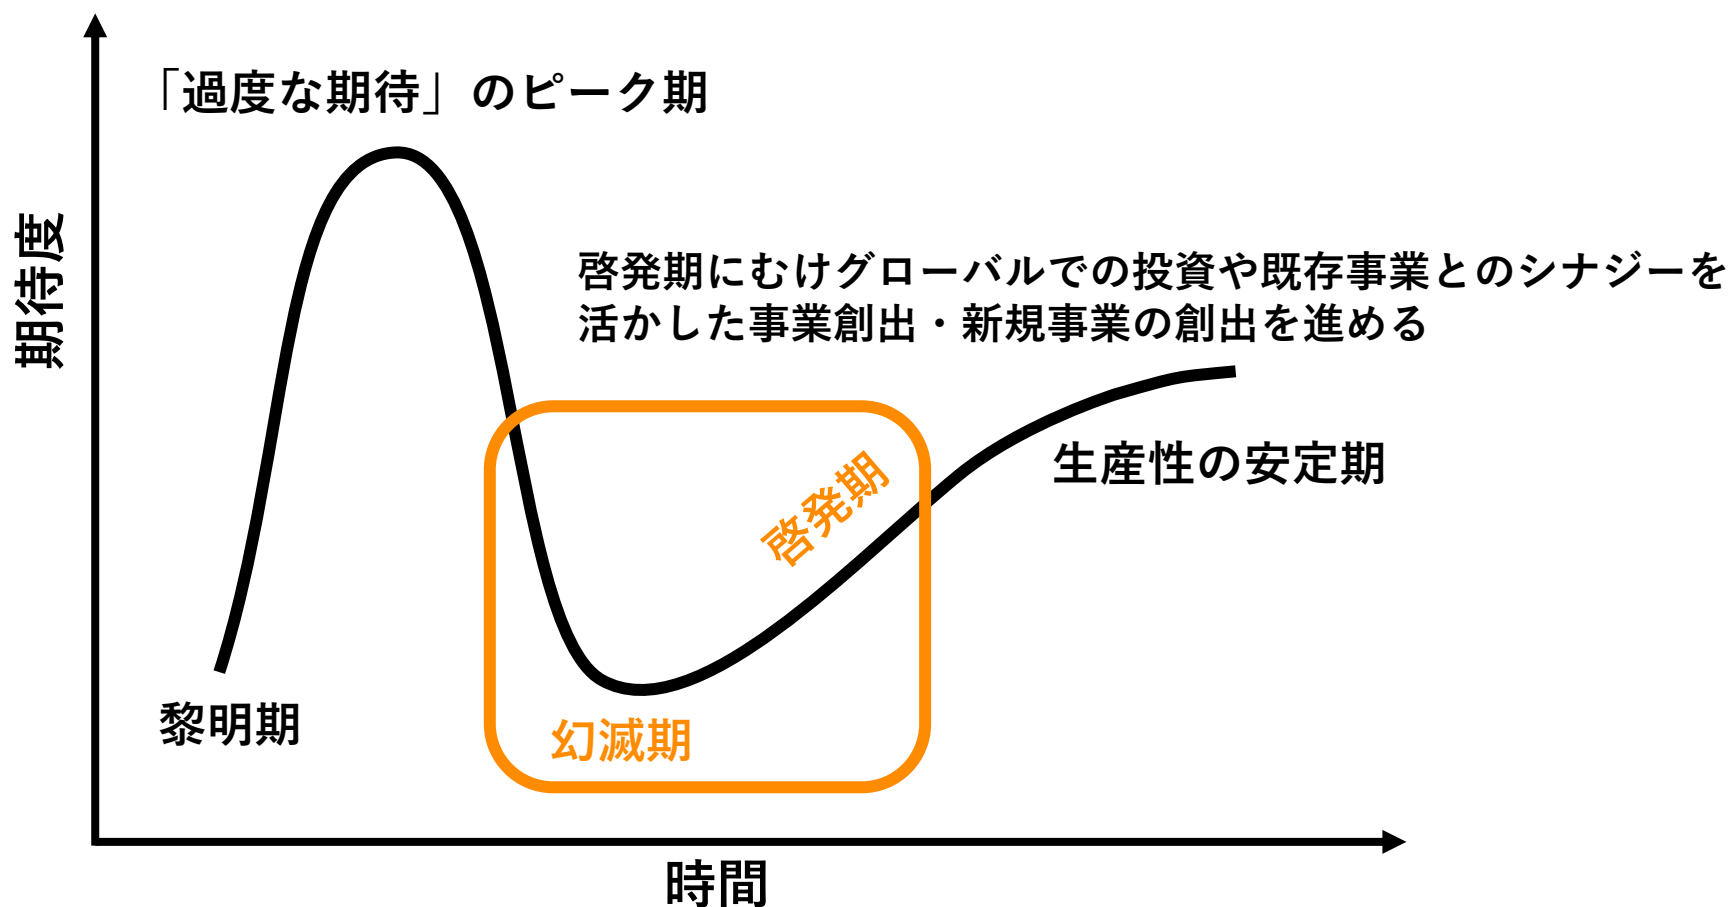 「過度な期待」のピーク期
期待度
啓発期にむけグローバルでの投資や既存事業とのシナジーを
活かした事業創出・新規事業の創出を進める
生産性の安定期
啓発期
黎明期
幻滅期
時間